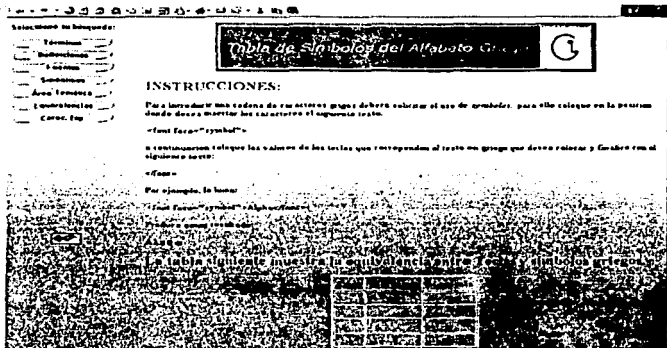 Seleccione su búsqueda:
Términos
Definiciones
Fuentes
Sinónimos
Área Temática
Equivalencias
Carac. Esp
Tabla de Símbolos del Alfabeto Griego
INSTRUCCIONES:
Para introducir una cadena de caracteres griegos deberá solicitar el uso de symboles, para ello coloque en la posición
donde desea insertar los caracteres el siguiente texto.
<font face="symbol">
a continuación coloque los valores de las teclas que corresponden al texto en griego que desea colocar y finalice con el
siguiente texto:
</font>
Por ejemplo, la línea:
La tabla siguiente muestra la equivalencia entre Teclas y símbolos griegos